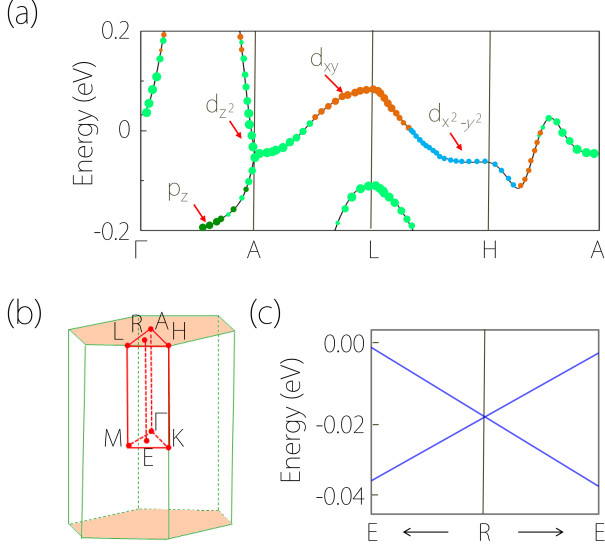 (a)
0.2
0
-0.2
Energy (eV)
d_xy
d_z²
d_x²-y²
p_z
Γ A L H A
(b)
L R A H
M Γ K
E
(c)
0.00
-0.02
-0.04
Energy (eV)
E ← R → E